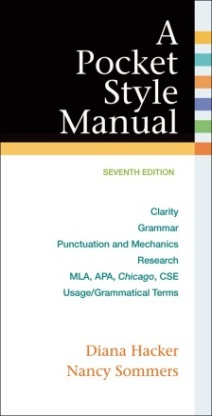 A
Pocket
Style
Manual
SEVENTH EDITION
Clarity
Grammar
Punctuation and Mechanics
Research
MLA, APA, Chicago, CSE
Usage/Grammatical Terms
Diana Hacker
Nancy Sommers